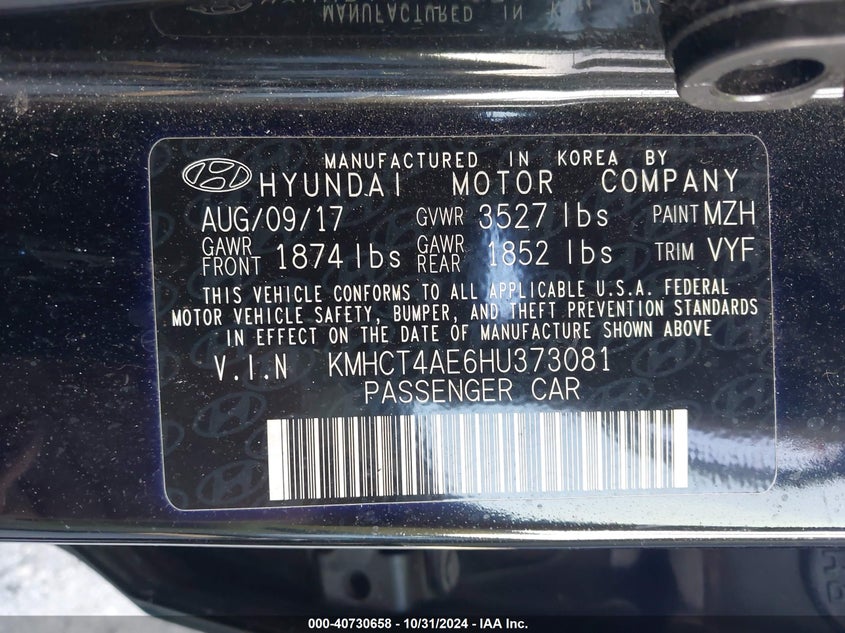 MANUFACTURED IN
BY
MANUFACTURED IN KOREA BY
HYUNDAI MOTOR COMPANY
AUG/09/17 GVWR 3527 lbs PAINT MZH
GAWR FRONT 1874 lbs GAWR REAR 1852 lbs TRIM VYF
THIS VEHICLE CONFORMS TO ALL APPLICABLE U.S.A. FEDERAL
MOTOR VEHICLE SAFETY, BUMPER, AND THEFT PREVENTION STANDARDS
IN EFFECT ON THE DATE OF MANUFACTURE SHOWN ABOVE
V.I.N KMHCT4AE6HU373081
PASSENGER CAR
000-40730658 - 10/31/2024 - IAA Inc.